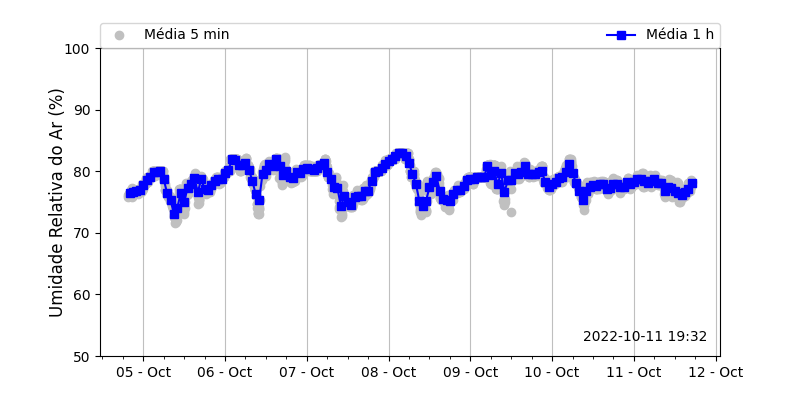 Média 5 min Média 1 h
Umidade Relativa do Ar (%)
100
90
80
70
60
50
2022-10-11 19:32
05 - Oct 06 - Oct 07 - Oct 08 - Oct 09 - Oct 10 - Oct 11 - Oct 12 - Oct